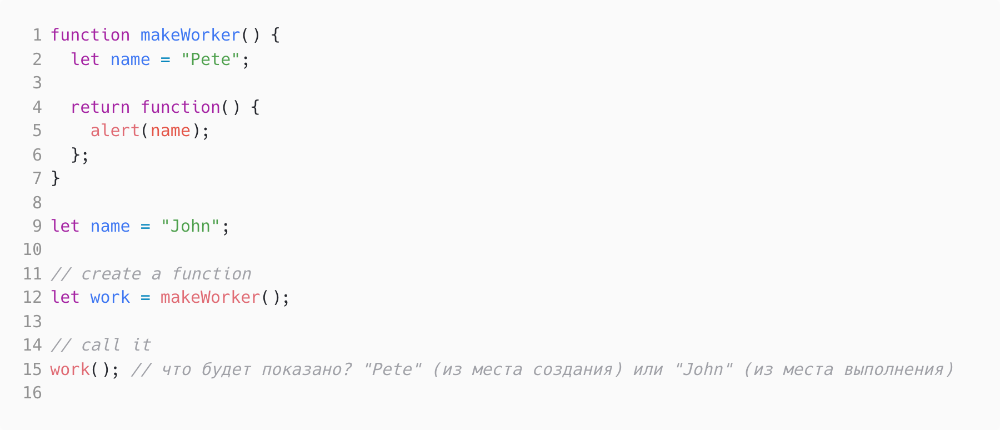 1 function makeWorker() {
2   let name = "Pete";
3
4   return function() {
5     alert(name);
6   };
7 }
8
9 let name = "John";
10
11 // create a function
12 let work = makeWorker();
13
14 // call it
15 work(); // что будет показано? "Pete" (из места создания) или "John" (из места выполнения)
16